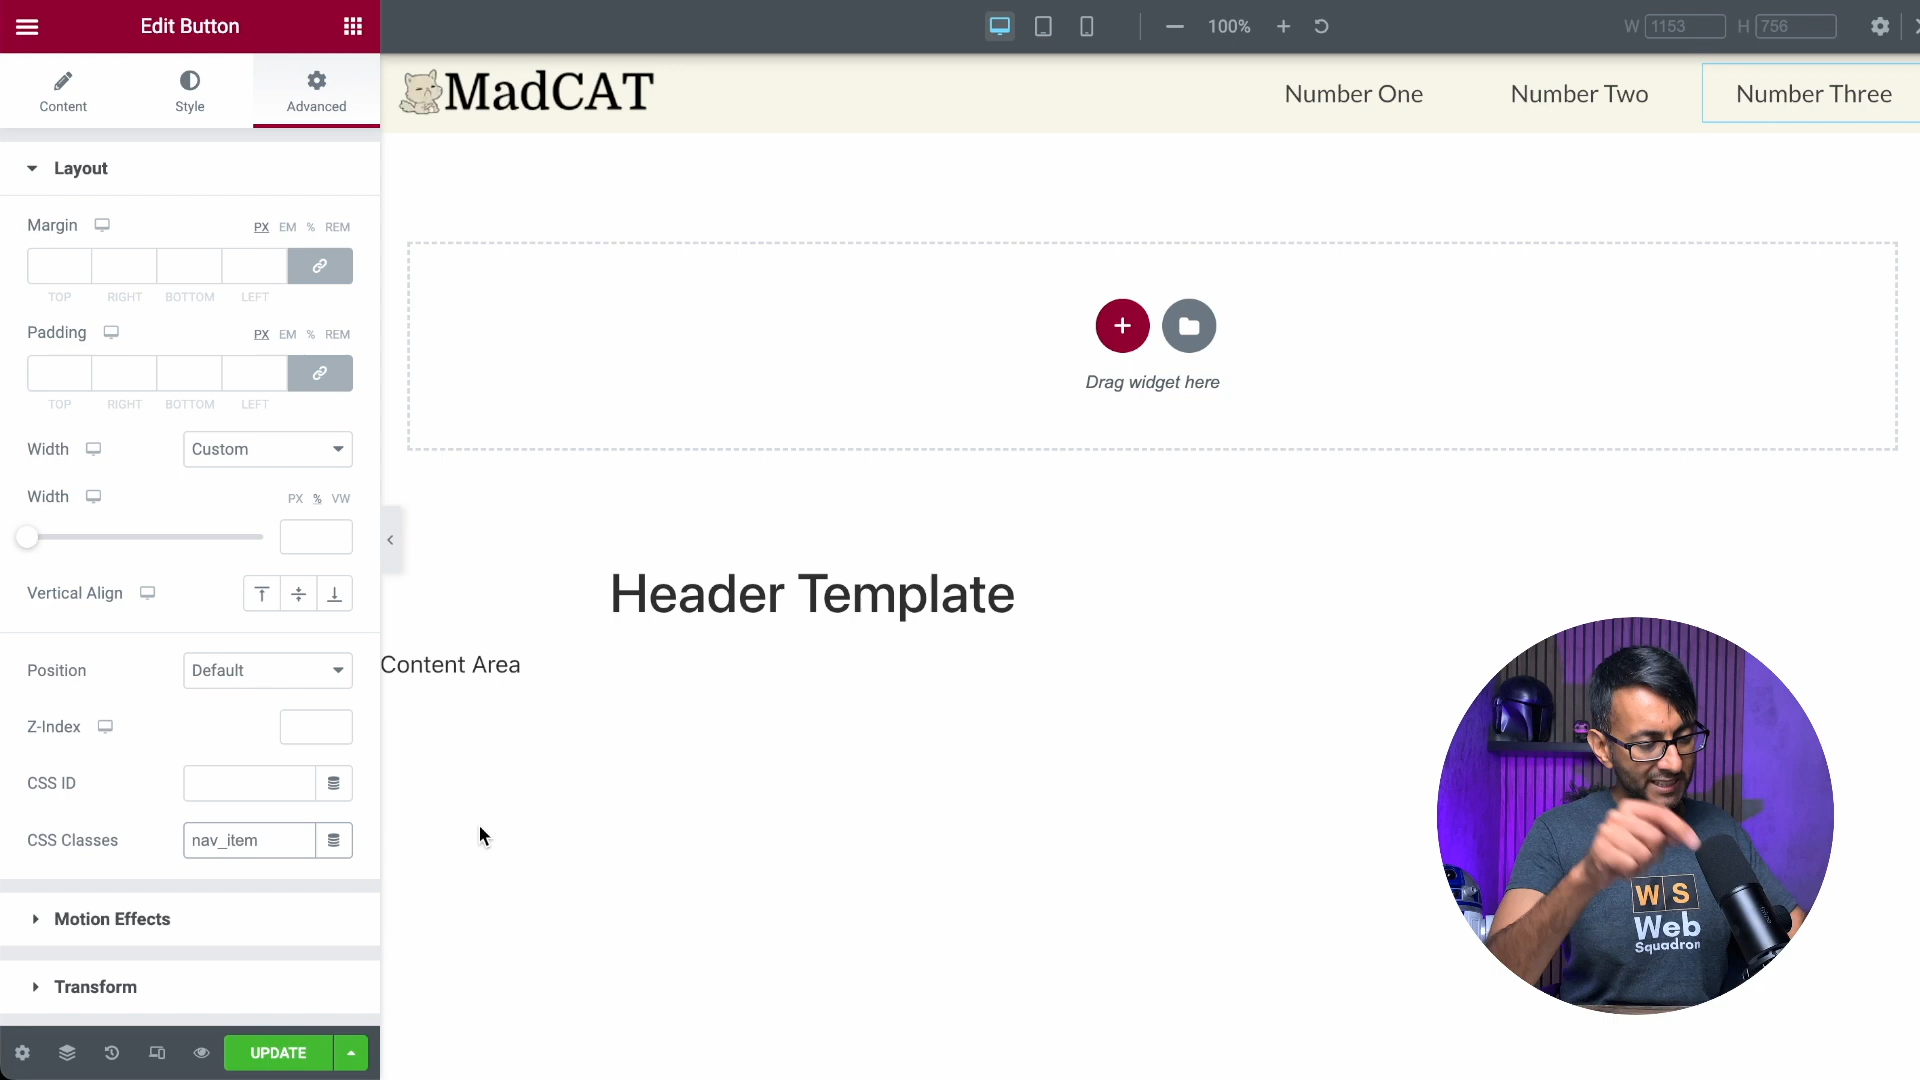 Edit Button
100%
W 1153 H 756
Content
Style
Advanced
MadCAT
Number One
Number Two
Number Three
Layout
Margin
PX EM % REM
TOP RIGHT BOTTOM LEFT
Padding
PX EM % REM
TOP RIGHT BOTTOM LEFT
Drag widget here
Width
Custom
Width
PX % VW
Vertical Align
Header Template
Position
Default
Content Area
Z-Index
CSS ID
CSS Classes
nav_item
Motion Effects
Transform
UPDATE
WS
Web
Squadron